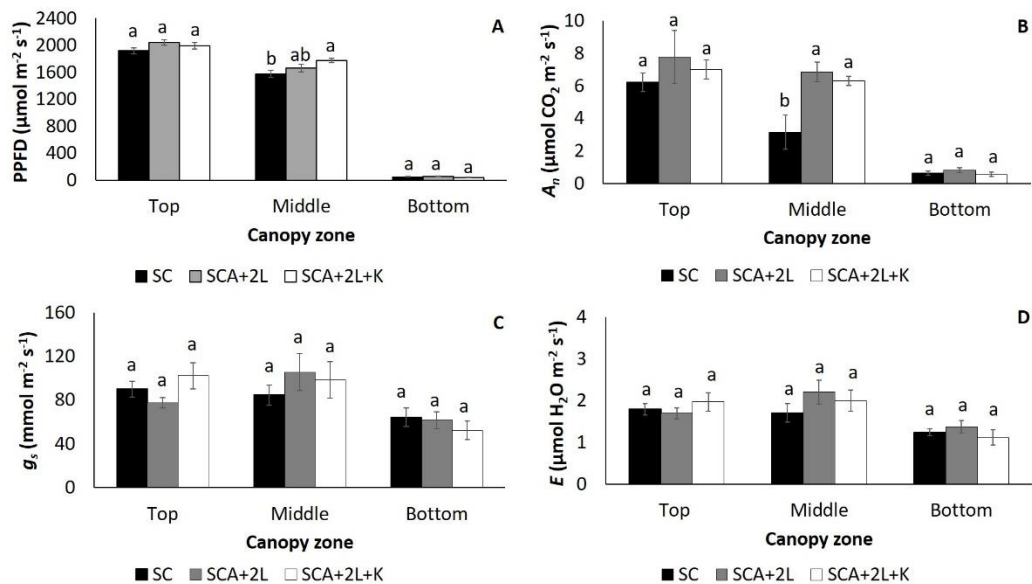 A
PPFD (µmol m⁻² s⁻¹)
2400
2000
1600
1200
800
400
0
a a a
b ab a
a a a
Top Middle Bottom
Canopy zone
SC SCA+2L SCA+2L+K
B
Aₙ (µmol CO₂ m⁻² s⁻¹)
10
8
6
4
2
0
a a a
b a a
a a a
Top Middle Bottom
Canopy zone
SC SCA+2L SCA+2L+K
C
gₛ (mmol m⁻² s⁻¹)
160
120
80
40
0
a a a
a a a
a a a
Top Middle Bottom
Canopy zone
SC SCA+2L SCA+2L+K
D
E (µmol H₂O m⁻² s⁻¹)
4
3
2
1
0
a a a
a a a
a a a
Top Middle Bottom
Canopy zone
SC SCA+2L SCA+2L+K